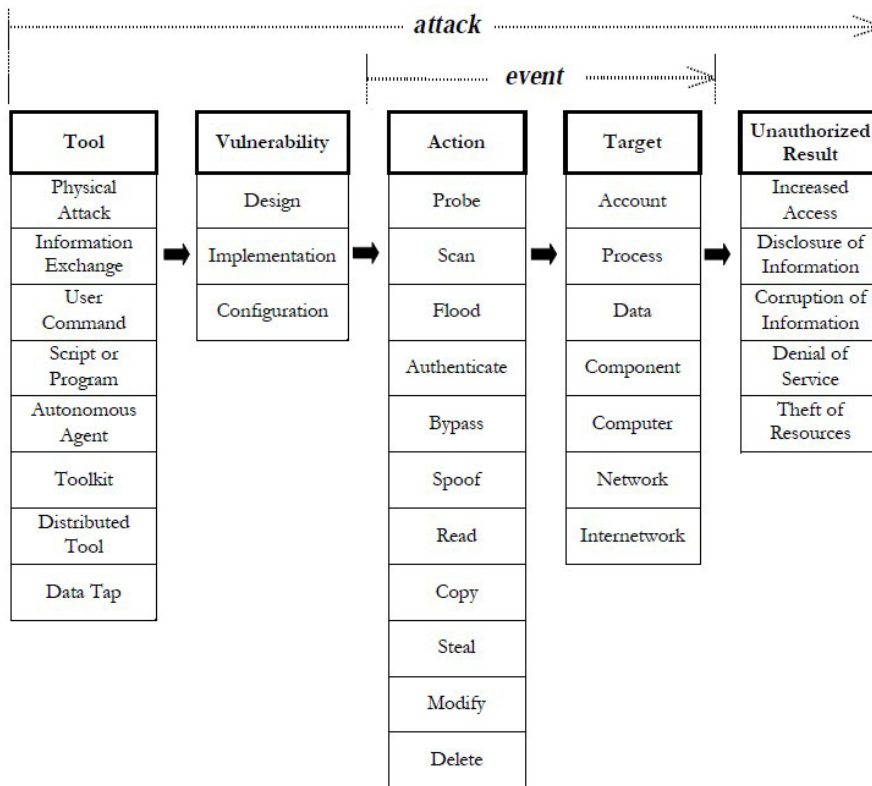 attack
event
Tool
Physical
Attack
Information
Exchange
User
Command
Script or
Program
Autonomous
Agent
Toolkit
Distributed
Tool
Data Tap
Vulnerability
Design
Implementation
Configuration
Action
Probe
Scan
Flood
Authenticate
Bypass
Spoof
Read
Copy
Steal
Modify
Delete
Target
Account
Process
Data
Component
Computer
Network
Internetwork
Unauthorized
Result
Increased
Access
Disclosure of
Information
Corruption of
Information
Denial of
Service
Theft of
Resources